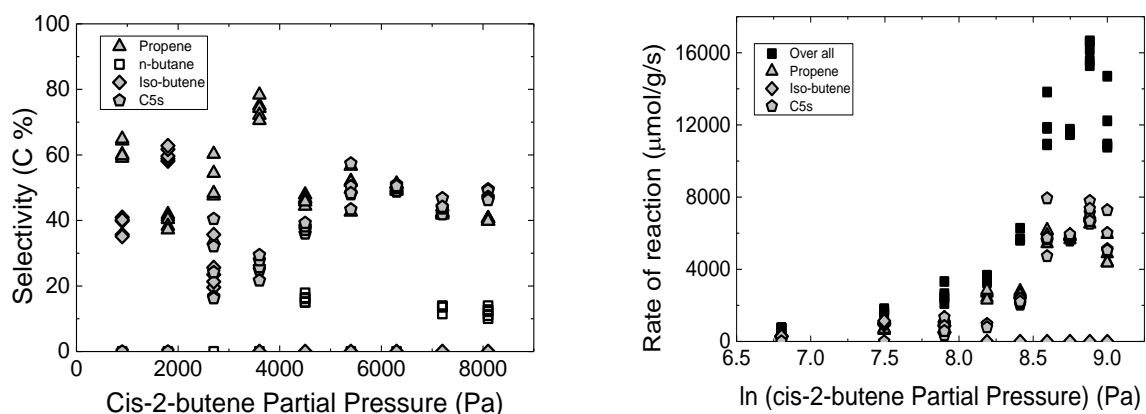 Selectivity (C %)
100
80
60
40
20
0
Propene
n-butane
Iso-butene
C5s
0 2000 4000 6000 8000
Cis-2-butene Partial Pressure (Pa)
Rate of reaction (μmol/g/s)
16000
12000
8000
4000
0
Over all
Propene
Iso-butene
C5s
6.5 7.0 7.5 8.0 8.5 9.0
ln (cis-2-butene Partial Pressure) (Pa)